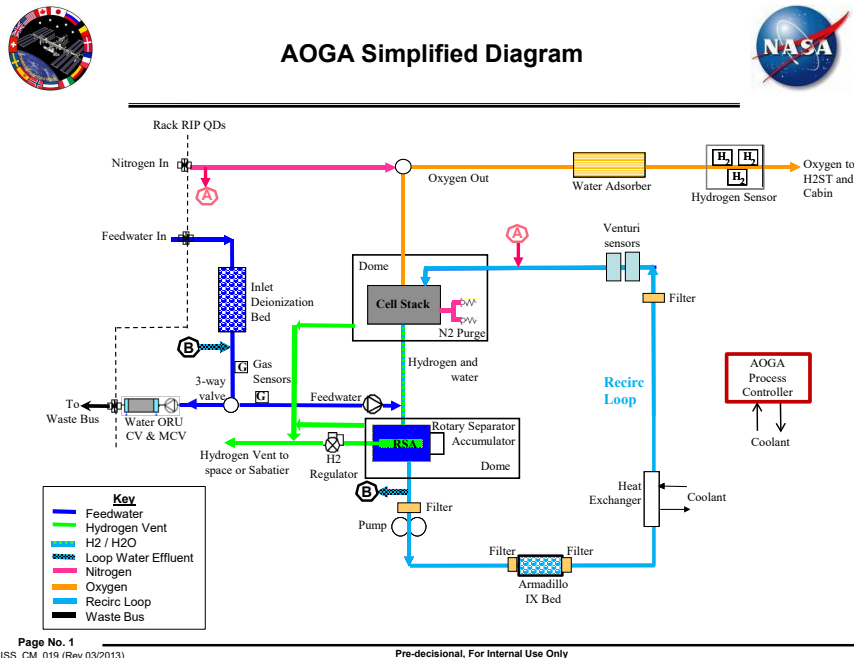 AOGA Simplified Diagram
NASA
Rack RIP QDs
Nitrogen In
A
Oxygen Out
Water Adsorber
H2 H2
H2
Hydrogen Sensor
Oxygen to
H2ST and
Cabin
Feedwater In
A
Venturi
sensors
Dome
Inlet
Deionization
Bed
Cell Stack
N2 Purge
Filter
B
G Gas
Sensors
Hydrogen and
water
3-way
valve
G
Feedwater
Recirc
Loop
AOGA
Process
Controller
Coolant
To
Waste Bus
Water ORU
CV & MCV
Rotary Separator
Accumulator
RSA
Dome
Hydrogen Vent to
space or Sabatier
H2
Regulator
B
Filter
Pump
Heat
Exchanger
Coolant
Filter
Filter
Armadillo
IX Bed
Key
Feedwater
Hydrogen Vent
H2 / H2O
Loop Water Effluent
Nitrogen
Oxygen
Recirc Loop
Waste Bus
Page No. 1
ISS_CM_019 (Rev 03/2013)
Pre-decisional, For Internal Use Only